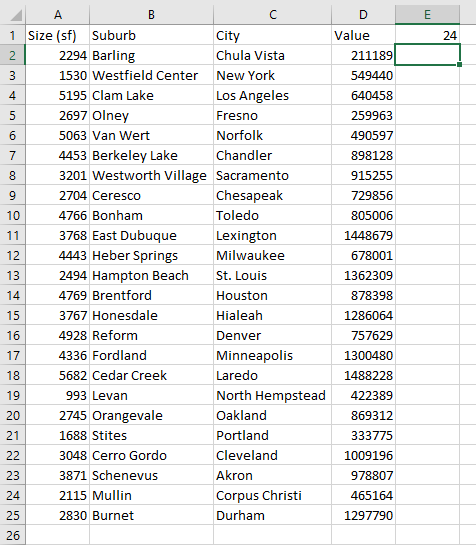 A B C D E
1 Size (sf) Suburb City Value 24
2 2294 Barling Chula Vista 211189
3 1530 Westfield Center New York 549440
4 5195 Clam Lake Los Angeles 640458
5 2697 Olney Fresno 259963
6 5063 Van Wert Norfolk 490597
7 4453 Berkeley Lake Chandler 898128
8 3201 Westworth Village Sacramento 915255
9 2704 Ceresco Chesapeak 729856
10 4766 Bonham Toledo 805006
11 3768 East Dubuque Lexington 1448679
12 4443 Heber Springs Milwaukee 678001
13 2494 Hampton Beach St. Louis 1362309
14 4769 Brentford Houston 878398
15 3767 Honesdale Hialeah 1286064
16 4928 Reform Denver 757629
17 4336 Fordland Minneapolis 1300480
18 5682 Cedar Creek Laredo 1488228
19 993 Levan North Hempstead 422389
20 2745 Orangevale Oakland 869312
21 1688 Stites Portland 333775
22 3048 Cerro Gordo Cleveland 1009196
23 3871 Schenevus Akron 978807
24 2115 Mullin Corpus Christi 465164
25 2830 Burnet Durham 1297790
26